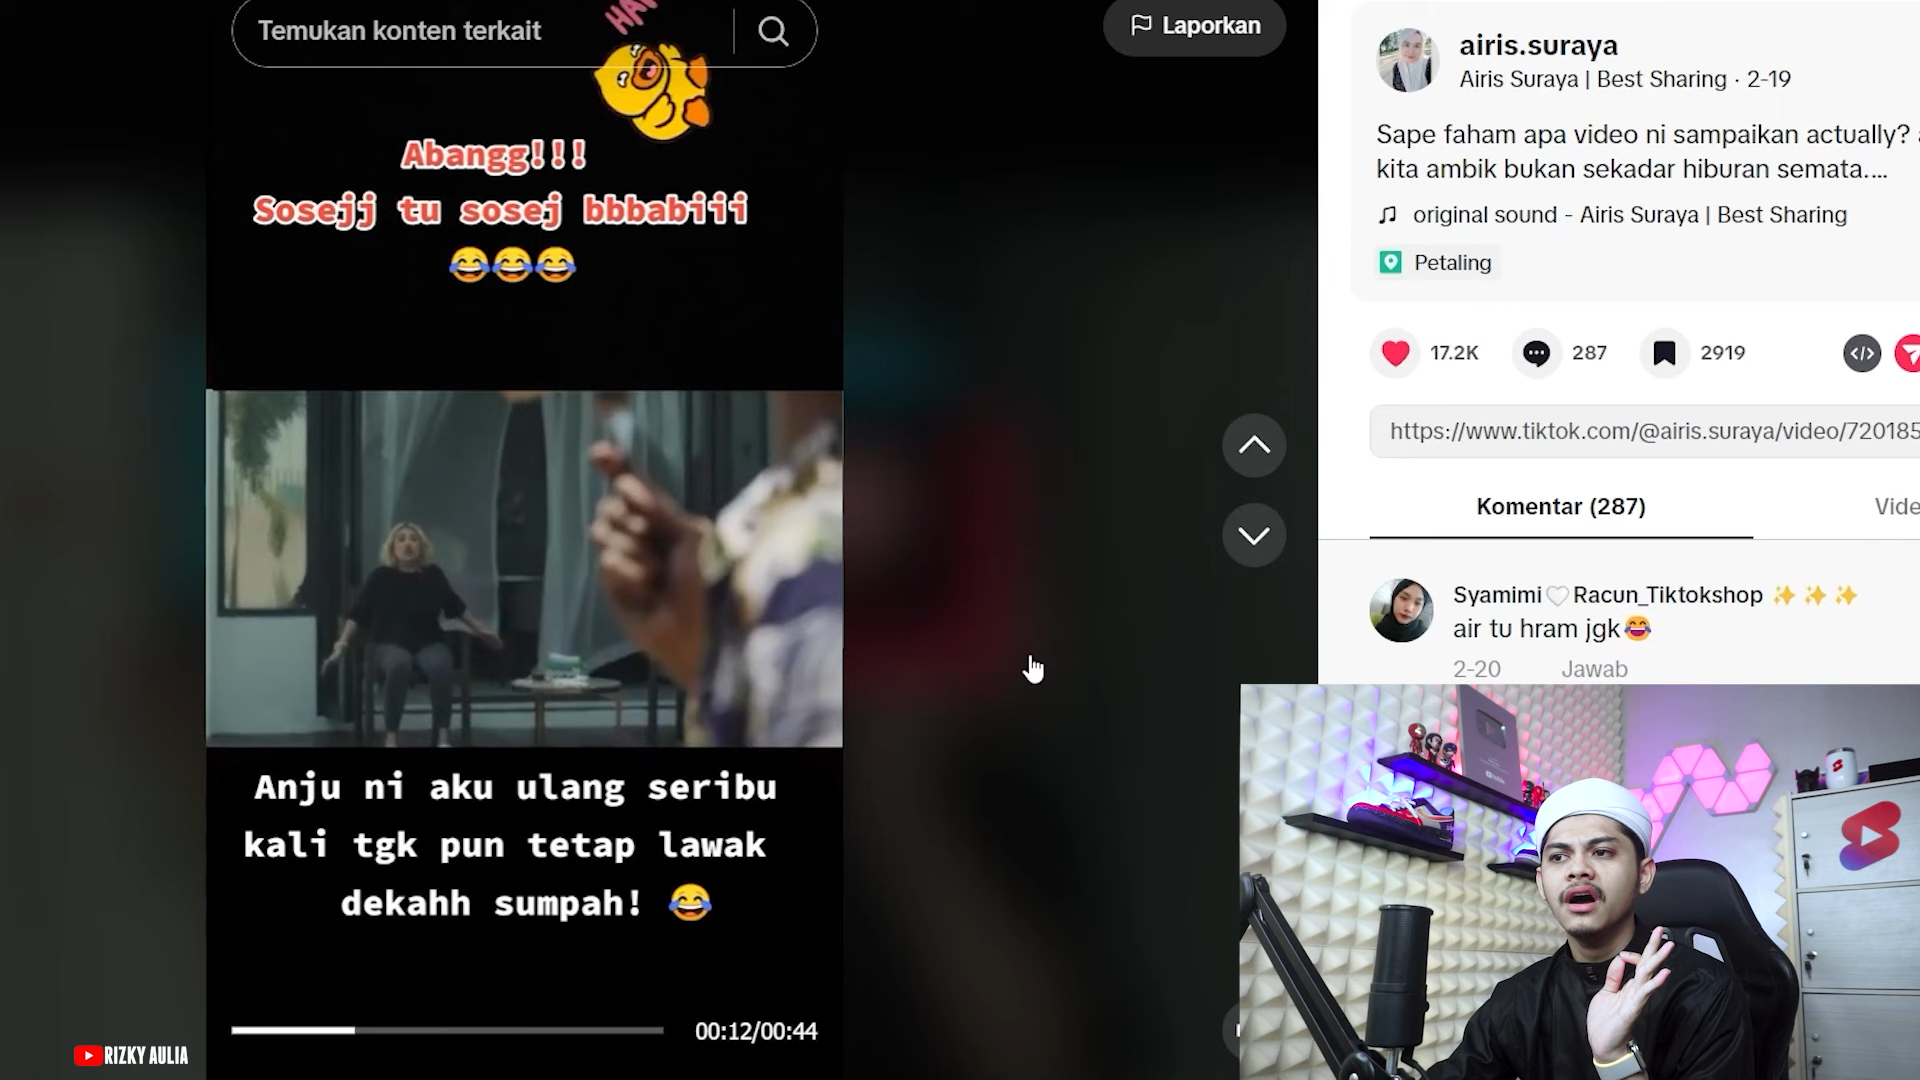 Temukan konten terkait
HA
Laporkan
Abangg!!!
Sosejj tu sosej bbbabiii
😂😂😂
Anju ni aku ulang seribu
kali tgk pun tetap lawak
dekahh sumpah! 😂
00:12/00:44
RIZKY AULIA
airis.suraya
Airis Suraya | Best Sharing · 2-19
Sape faham apa video ni sampaikan actually?
kita ambik bukan sekadar hiburan semata....
original sound - Airis Suraya | Best Sharing
Petaling
17.2K
287
2919
https://www.tiktok.com/@airis.suraya/video/720185
Komentar (287)
Vide
Syamimi🤍Racun_Tiktokshop ✨✨✨
air tu hram jgk😂
2-20 Jawab